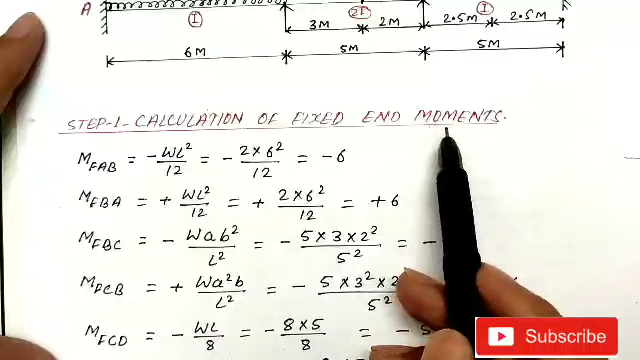 A
I
2I
I
3M 2M 2.5M 2.5M
6M 5M 5M
STEP-1-CALCULATION OF FIXED END MOMENTS.
MFAB = - WL²/12 = - 2×6²/12 = -6
MFBA = + WL²/12 = + 2×6²/12 = +6
MFBC = - Wab²/L² = - 5×3×2²/5² = -
MFCB = + Wa²b/L² = - 5×3²×2/5²
MFCD = - WL/8 = - 8×5/8 = - 5
Subscribe